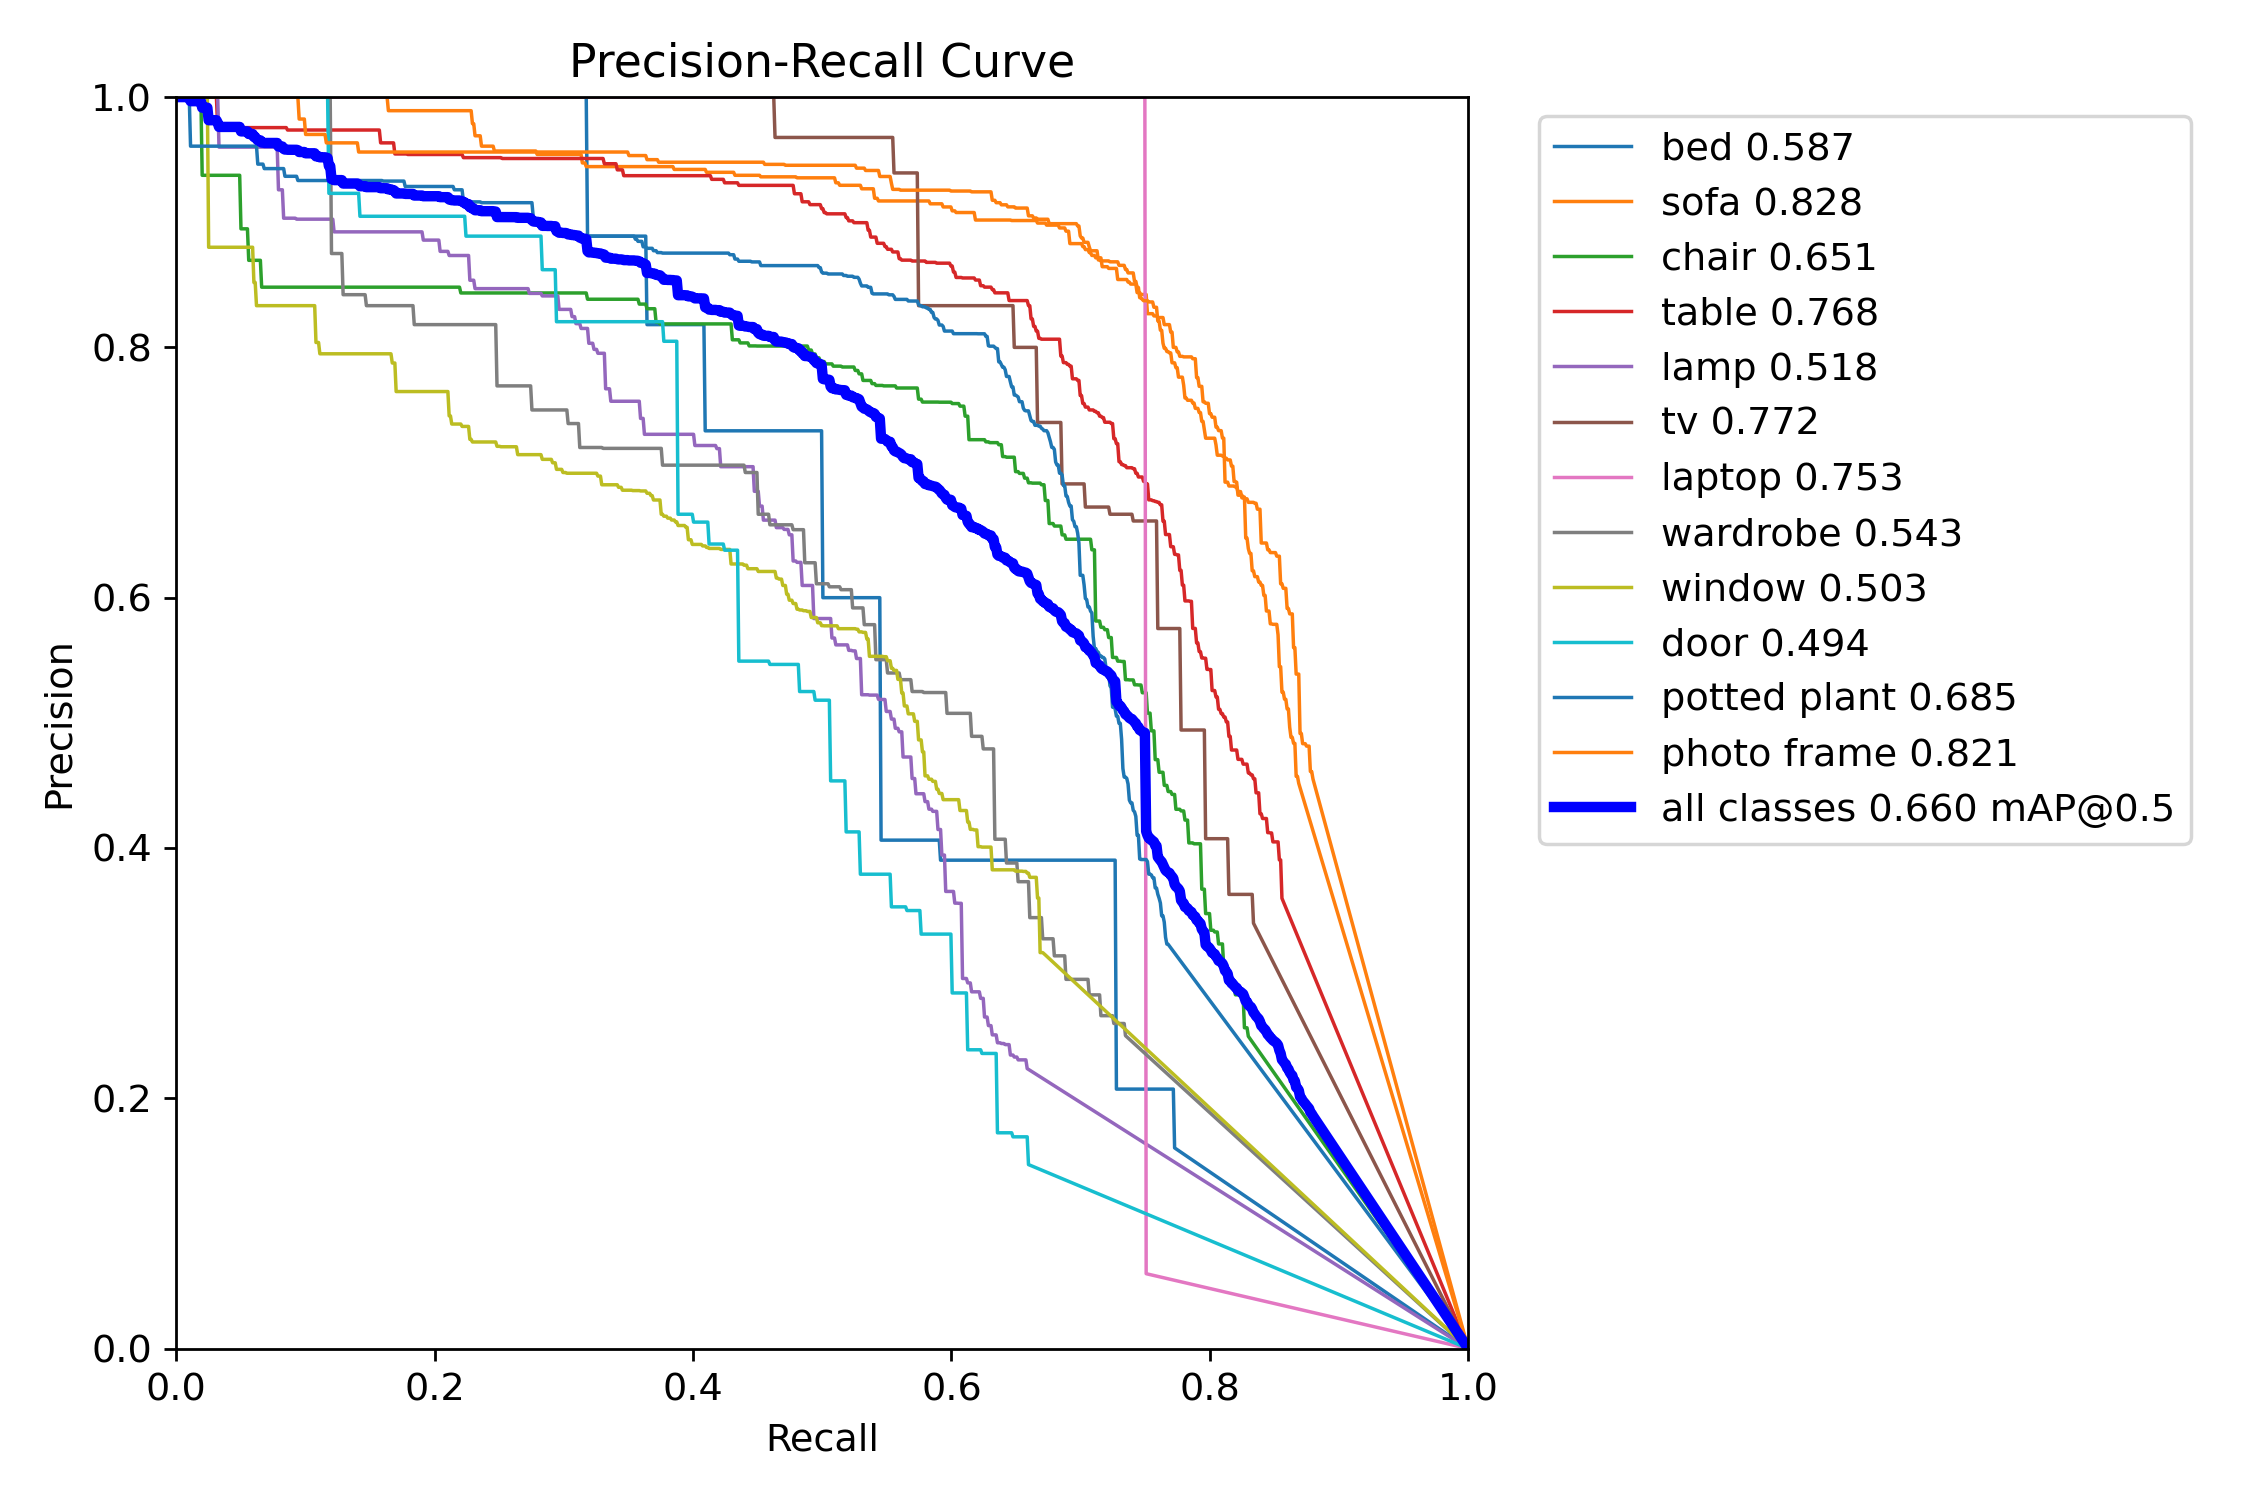 Precision-Recall Curve
1.0
0.8
0.6
0.4
0.2
0.0
Precision
0.0 0.2 0.4 0.6 0.8 1.0
Recall
bed 0.587
sofa 0.828
chair 0.651
table 0.768
lamp 0.518
tv 0.772
laptop 0.753
wardrobe 0.543
window 0.503
door 0.494
potted plant 0.685
photo frame 0.821
all classes 0.660 mAP@0.5